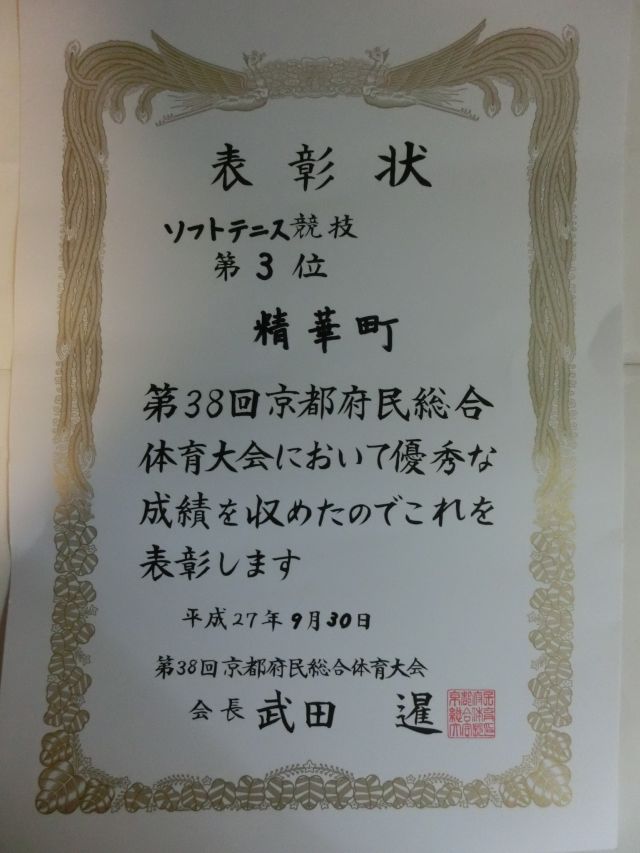 表彰状
ソフトテニス競技
第3位
精華町
第38回京都府民総合
体育大会において優秀な
成績を収めたのでこれを
表彰します
平成27年9月30日
第38回京都府民総合体育大会
会長 武田 暹